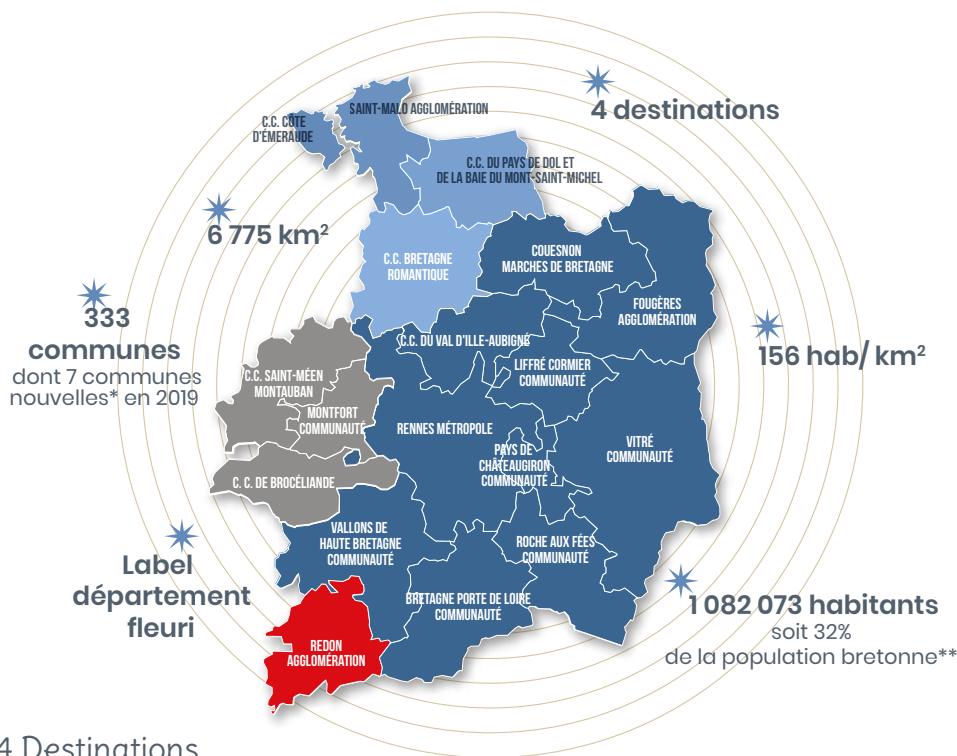 4 destinations
SAINT-MALO AGGLOMÉRATION
C.C. CÔTE
D'ÉMERAUDE
C.C. DU PAYS DE DOL ET
DE LA BAIE DU MONT-SAINT-MICHEL
6 775 km²
C.C. BRETAGNE
ROMANTIQUE
COUESNON
MARCHES DE BRETAGNE
333
communes
dont 7 communes
nouvelles* en 2019
FOUGÈRES
AGGLOMÉRATION
156 hab/ km²
C.C. DU VAL D'ILLE-AUBIGNÉ
LIFFRÉ CORMIER
COMMUNAUTÉ
C.C. SAINT-MÉEN
MONTAUBAN
MONTFORT
COMMUNAUTÉ
RENNES MÉTROPOLE
VITRÉ
COMMUNAUTÉ
PAYS DE
CHÂTEAUGIRON
COMMUNAUTÉ
C. C. DE BROCÉLIANDE
VALLONS DE
HAUTE BRETAGNE
COMMUNAUTÉ
ROCHE AUX FÉES
COMMUNAUTÉ
Label
département
fleuri
BRETAGNE PORTE DE LOIRE
COMMUNAUTÉ
1 082 073 habitants
soit 32%
de la population bretonne**
REDON
AGGLOMÉRATION
4 Destinations